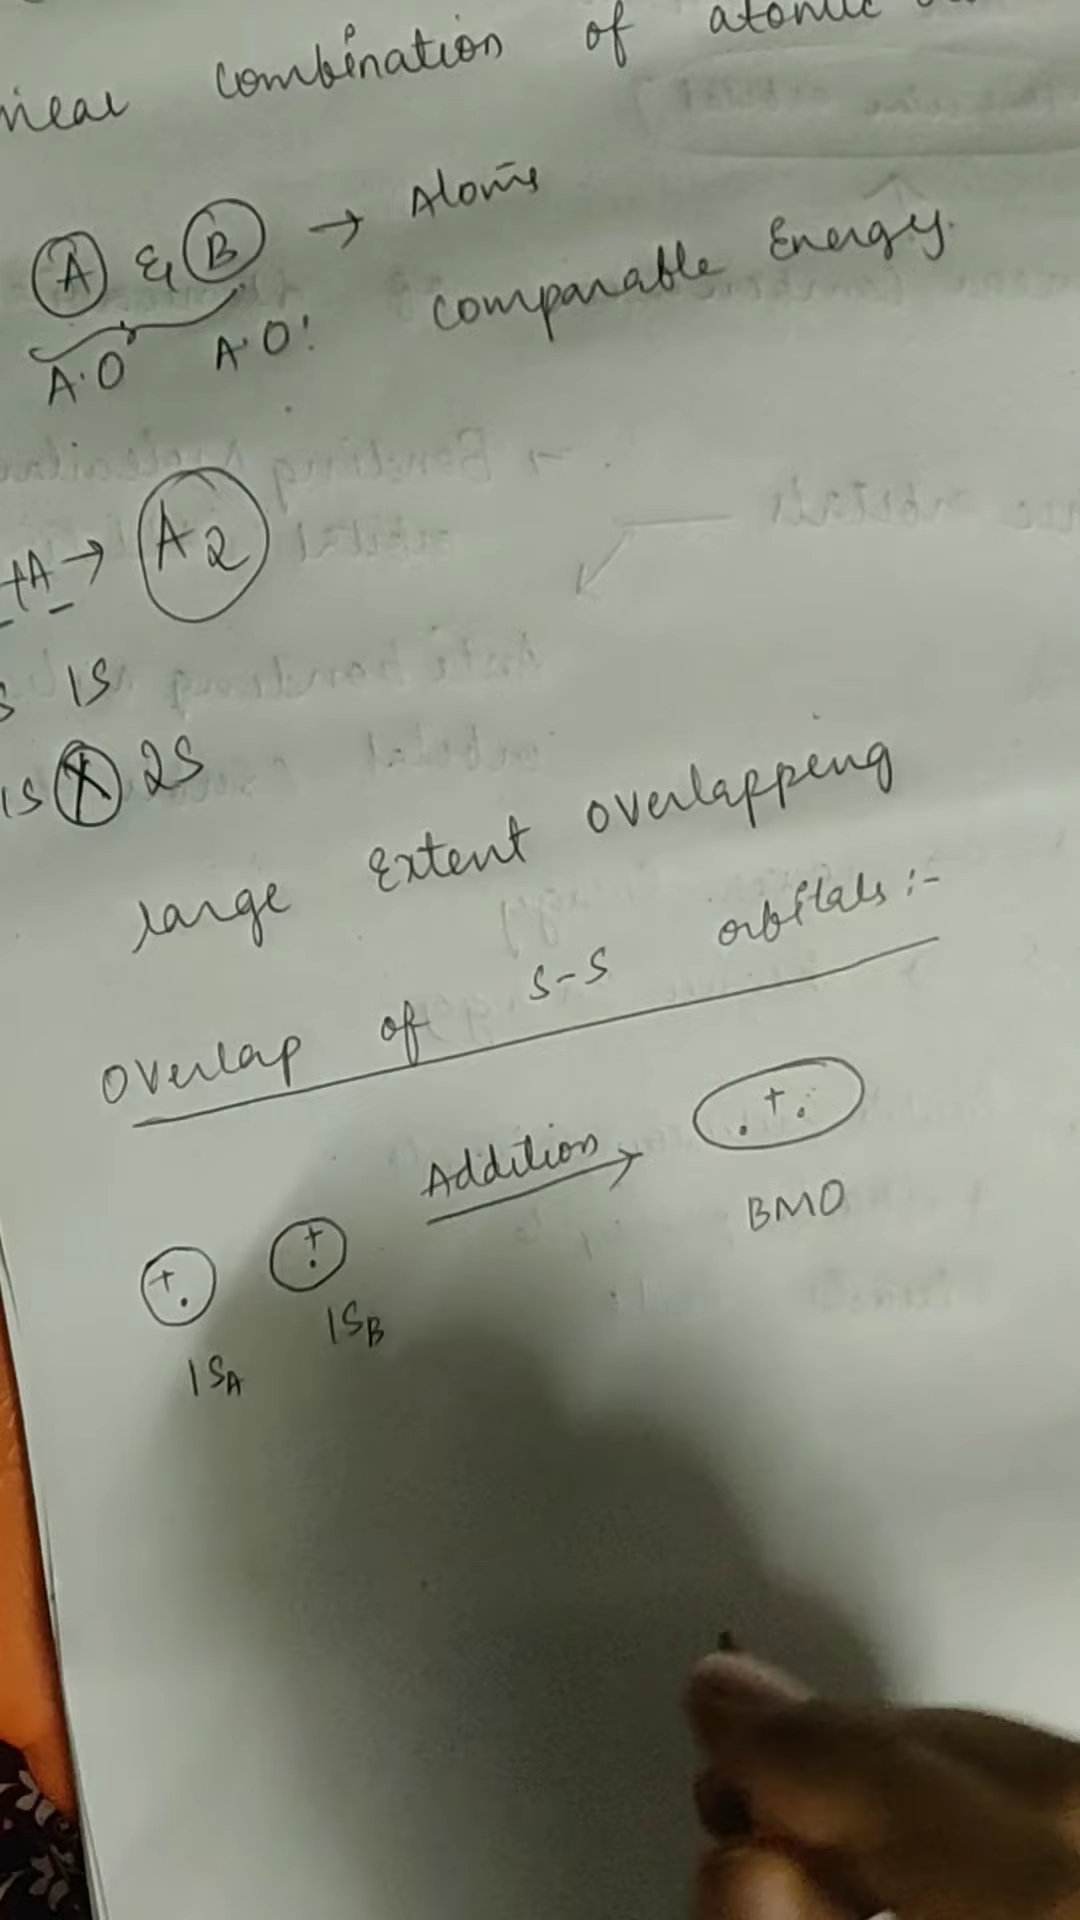 combination of atomic
A & B → Atoms
A.O A.O! comparable Energy.
+A → A2
1S
1S X 2S
large Extent overlapping
Overlap of S-S orbitals :-
Addition
+ . + . . + .
BMO
1SA 1SB